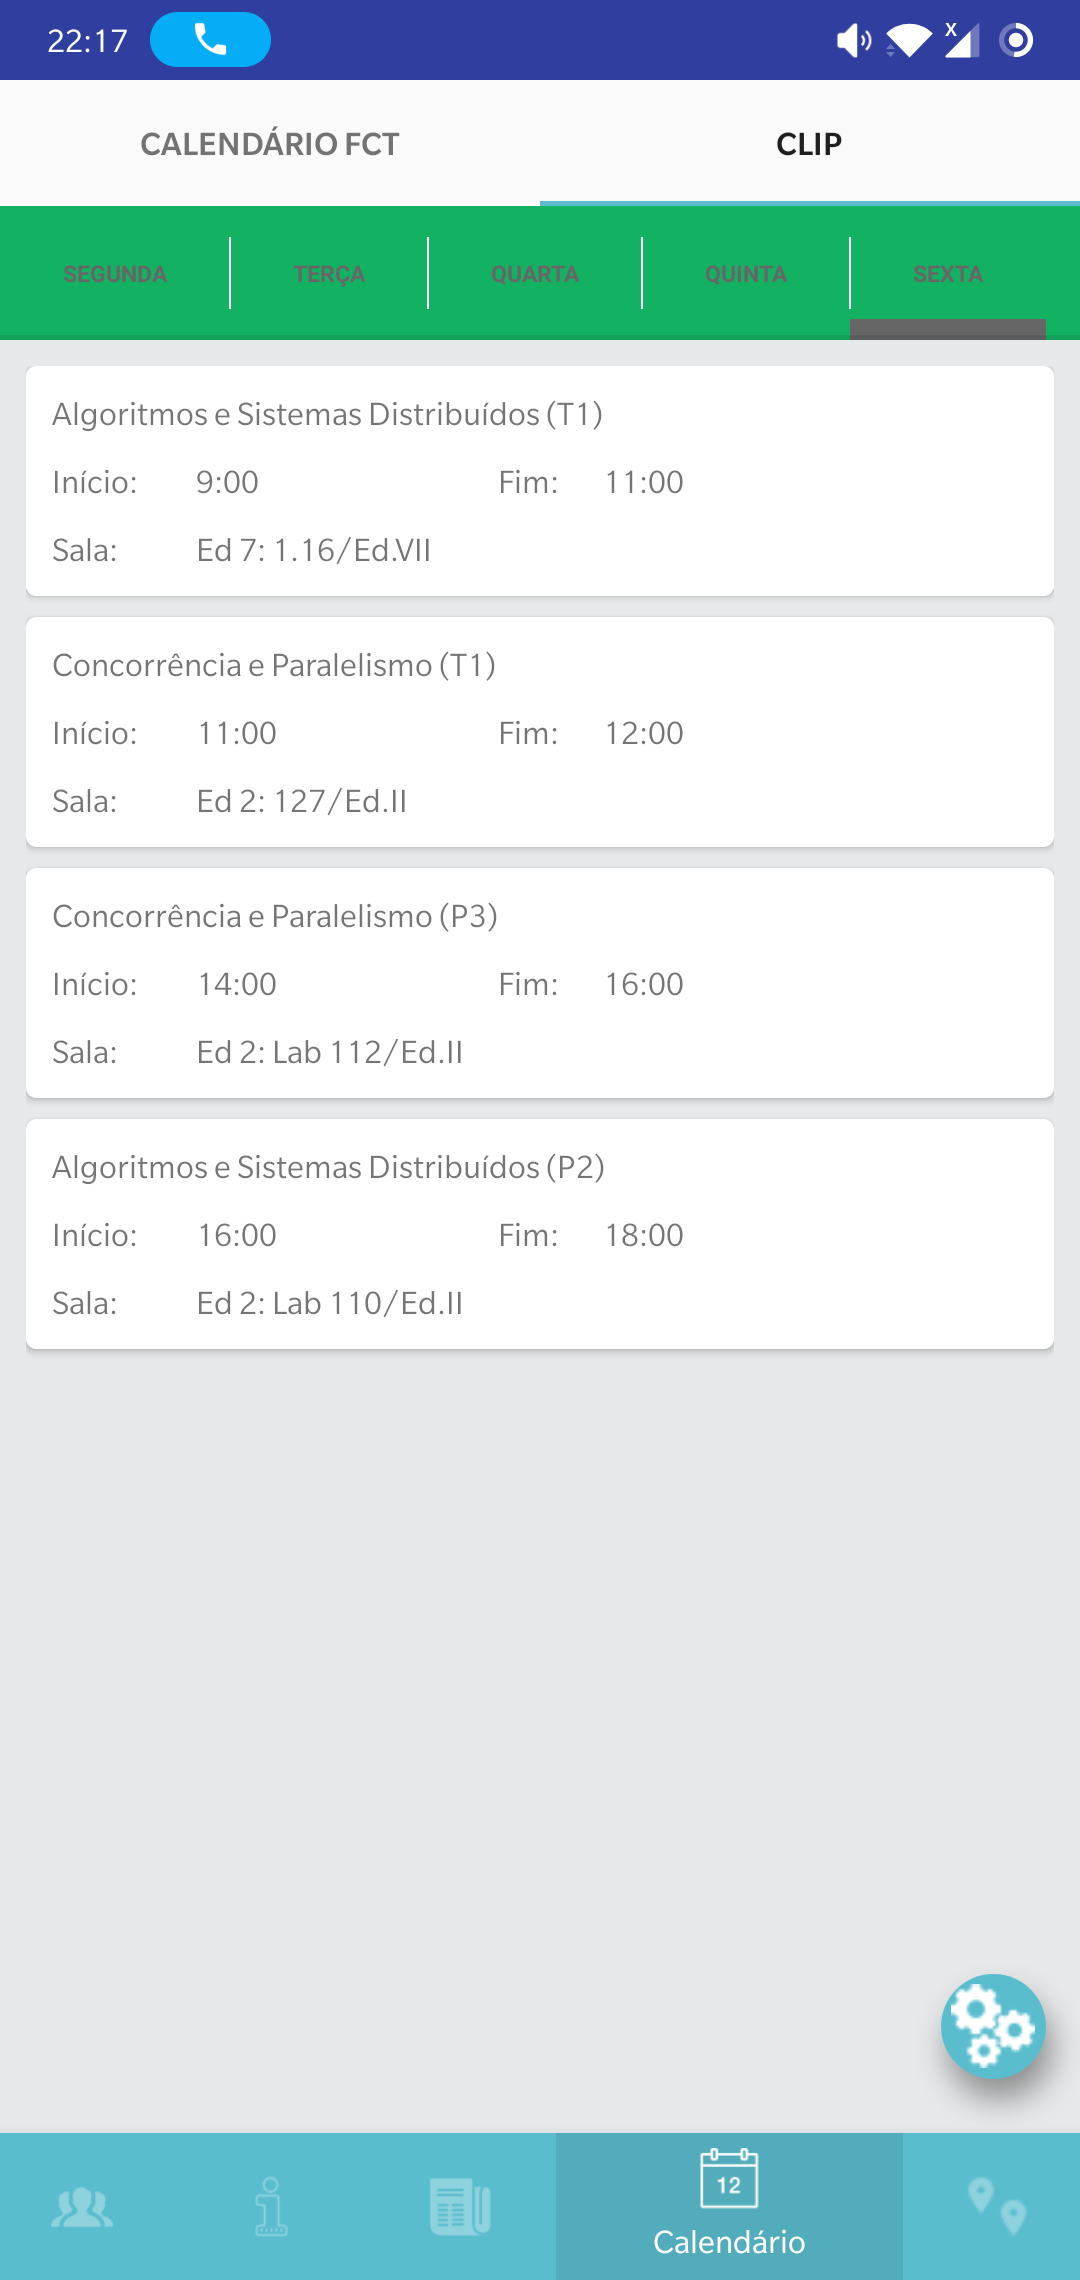 22:17
X
CALENDÁRIO FCT CLIP
SEGUNDA TERÇA QUARTA QUINTA SEXTA
Algoritmos e Sistemas Distribuídos (T1)
Início: 9:00 Fim: 11:00
Sala: Ed 7: 1.16/Ed.VII
Concorrência e Paralelismo (T1)
Início: 11:00 Fim: 12:00
Sala: Ed 2: 127/Ed.II
Concorrência e Paralelismo (P3)
Início: 14:00 Fim: 16:00
Sala: Ed 2: Lab 112/Ed.II
Algoritmos e Sistemas Distribuídos (P2)
Início: 16:00 Fim: 18:00
Sala: Ed 2: Lab 110/Ed.II
12
Calendário